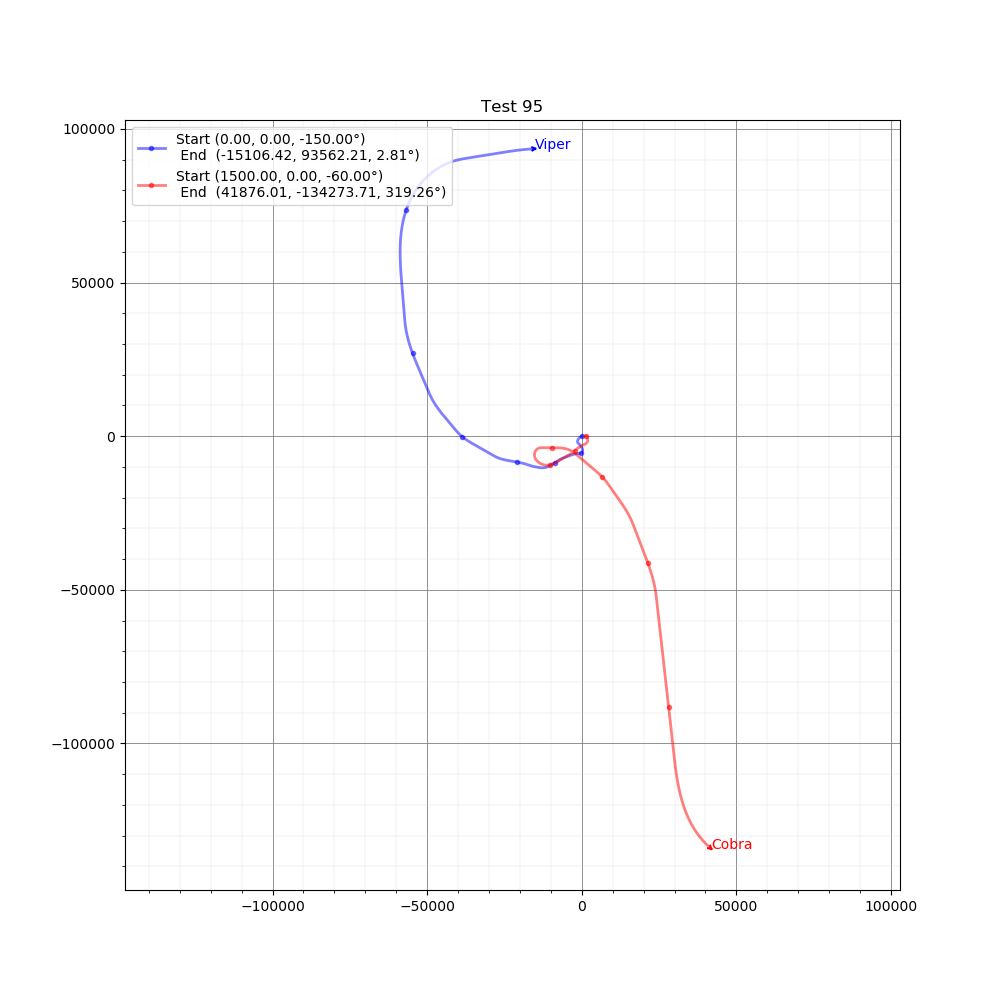 Test 95
Start (0.00, 0.00, -150.00°)
End (-15106.42, 93562.21, 2.81°)
Start (1500.00, 0.00, -60.00°)
End (41876.01, -134273.71, 319.26°)
Viper
Cobra
100000
50000
0
−50000
−100000
−100000 −50000 0 50000 100000